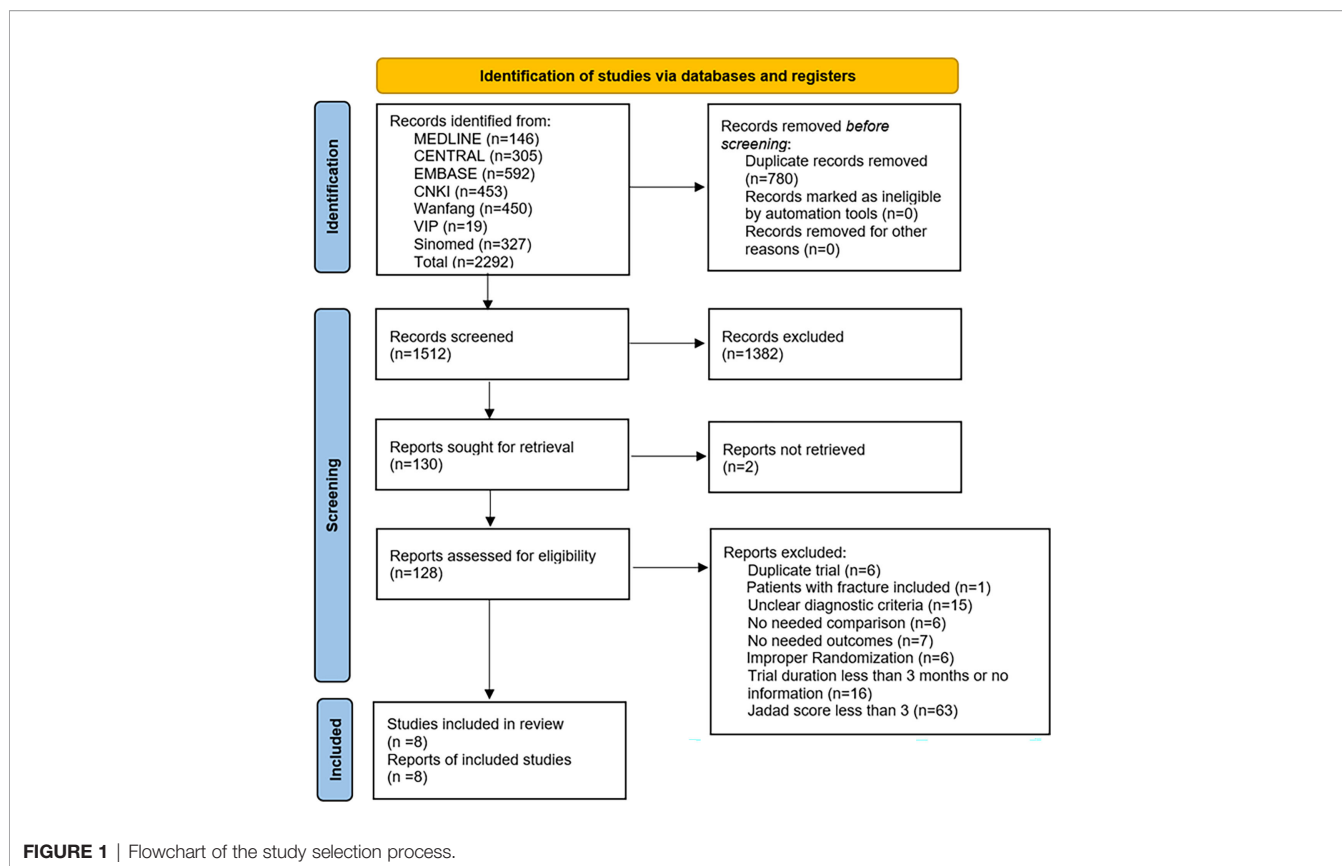 Identification of studies via databases and registers
Identification
Records identified from:
MEDLINE (n=146)
CENTRAL (n=305)
EMBASE (n=592)
CNKI (n=453)
Wanfang (n=450)
VIP (n=19)
Sinomed (n=327)
Total (n=2292)
Records removed before
screening:
Duplicate records removed
(n=780)
Records marked as ineligible
by automation tools (n=0)
Records removed for other
reasons (n=0)
Screening
Records screened
(n=1512)
Records excluded
(n=1382)
Reports sought for retrieval
(n=130)
Reports not retrieved
(n=2)
Reports assessed for eligibility
(n=128)
Reports excluded:
Duplicate trial (n=6)
Patients with fracture included (n=1)
Unclear diagnostic criteria (n=15)
No needed comparison (n=6)
No needed outcomes (n=7)
Improper Randomization (n=6)
Trial duration less than 3 months or no
information (n=16)
Jadad score less than 3 (n=63)
Included
Studies included in review
(n =8)
Reports of included studies
(n =8)
FIGURE 1 | Flowchart of the study selection process.